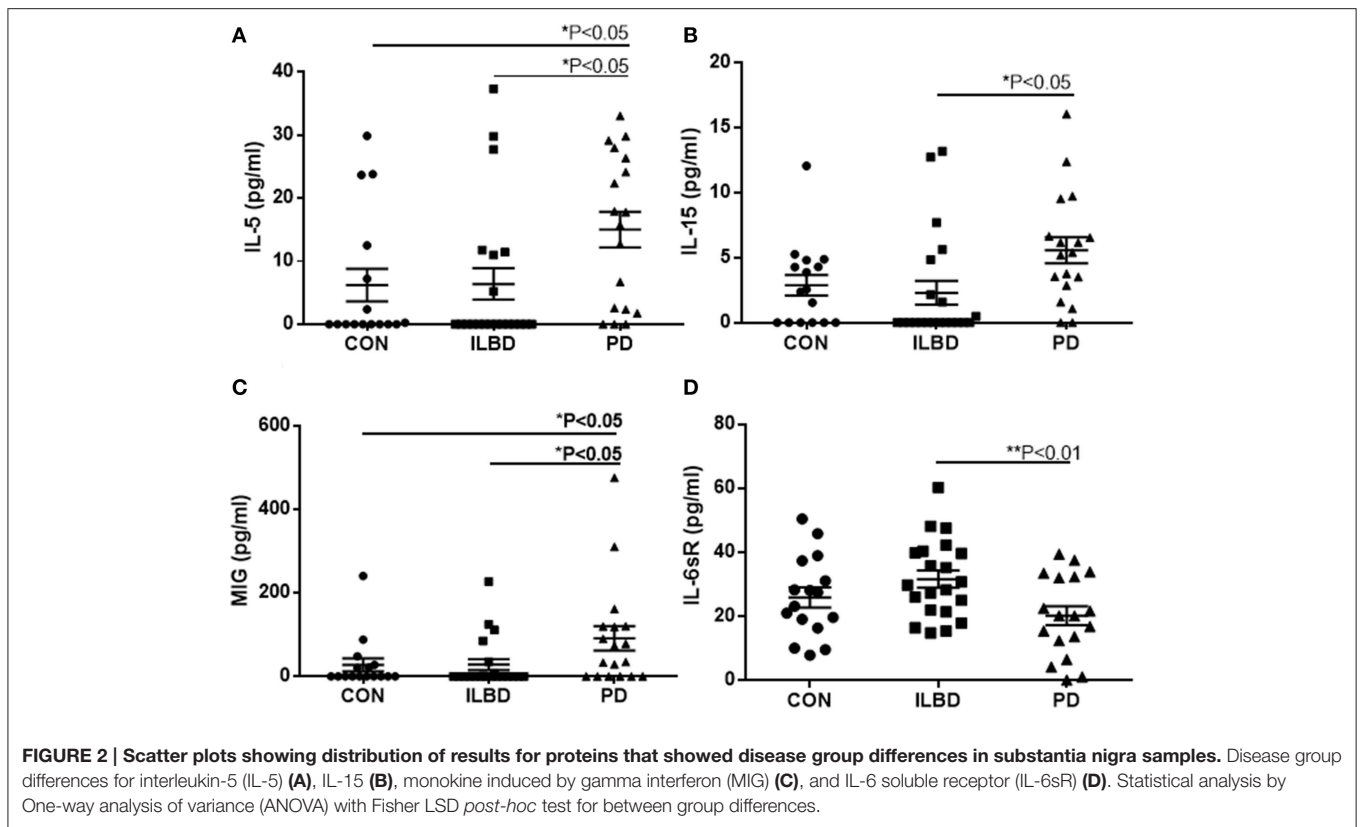 A
*P<0.05
*P<0.05
IL-5 (pg/ml)
40
30
20
10
0
CON ILBD PD
B
*P<0.05
IL-15 (pg/ml)
20
15
10
5
0
CON ILBD PD
C
*P<0.05
*P<0.05
MIG (pg/ml)
600
400
200
0
CON ILBD PD
D
**P<0.01
IL-6sR (pg/ml)
80
60
40
20
0
CON ILBD PD
FIGURE 2 | Scatter plots showing distribution of results for proteins that showed disease group differences in substantia nigra samples. Disease group
differences for interleukin-5 (IL-5) (A), IL-15 (B), monokine induced by gamma interferon (MIG) (C), and IL-6 soluble receptor (IL-6sR) (D). Statistical analysis by
One-way analysis of variance (ANOVA) with Fisher LSD post-hoc test for between group differences.